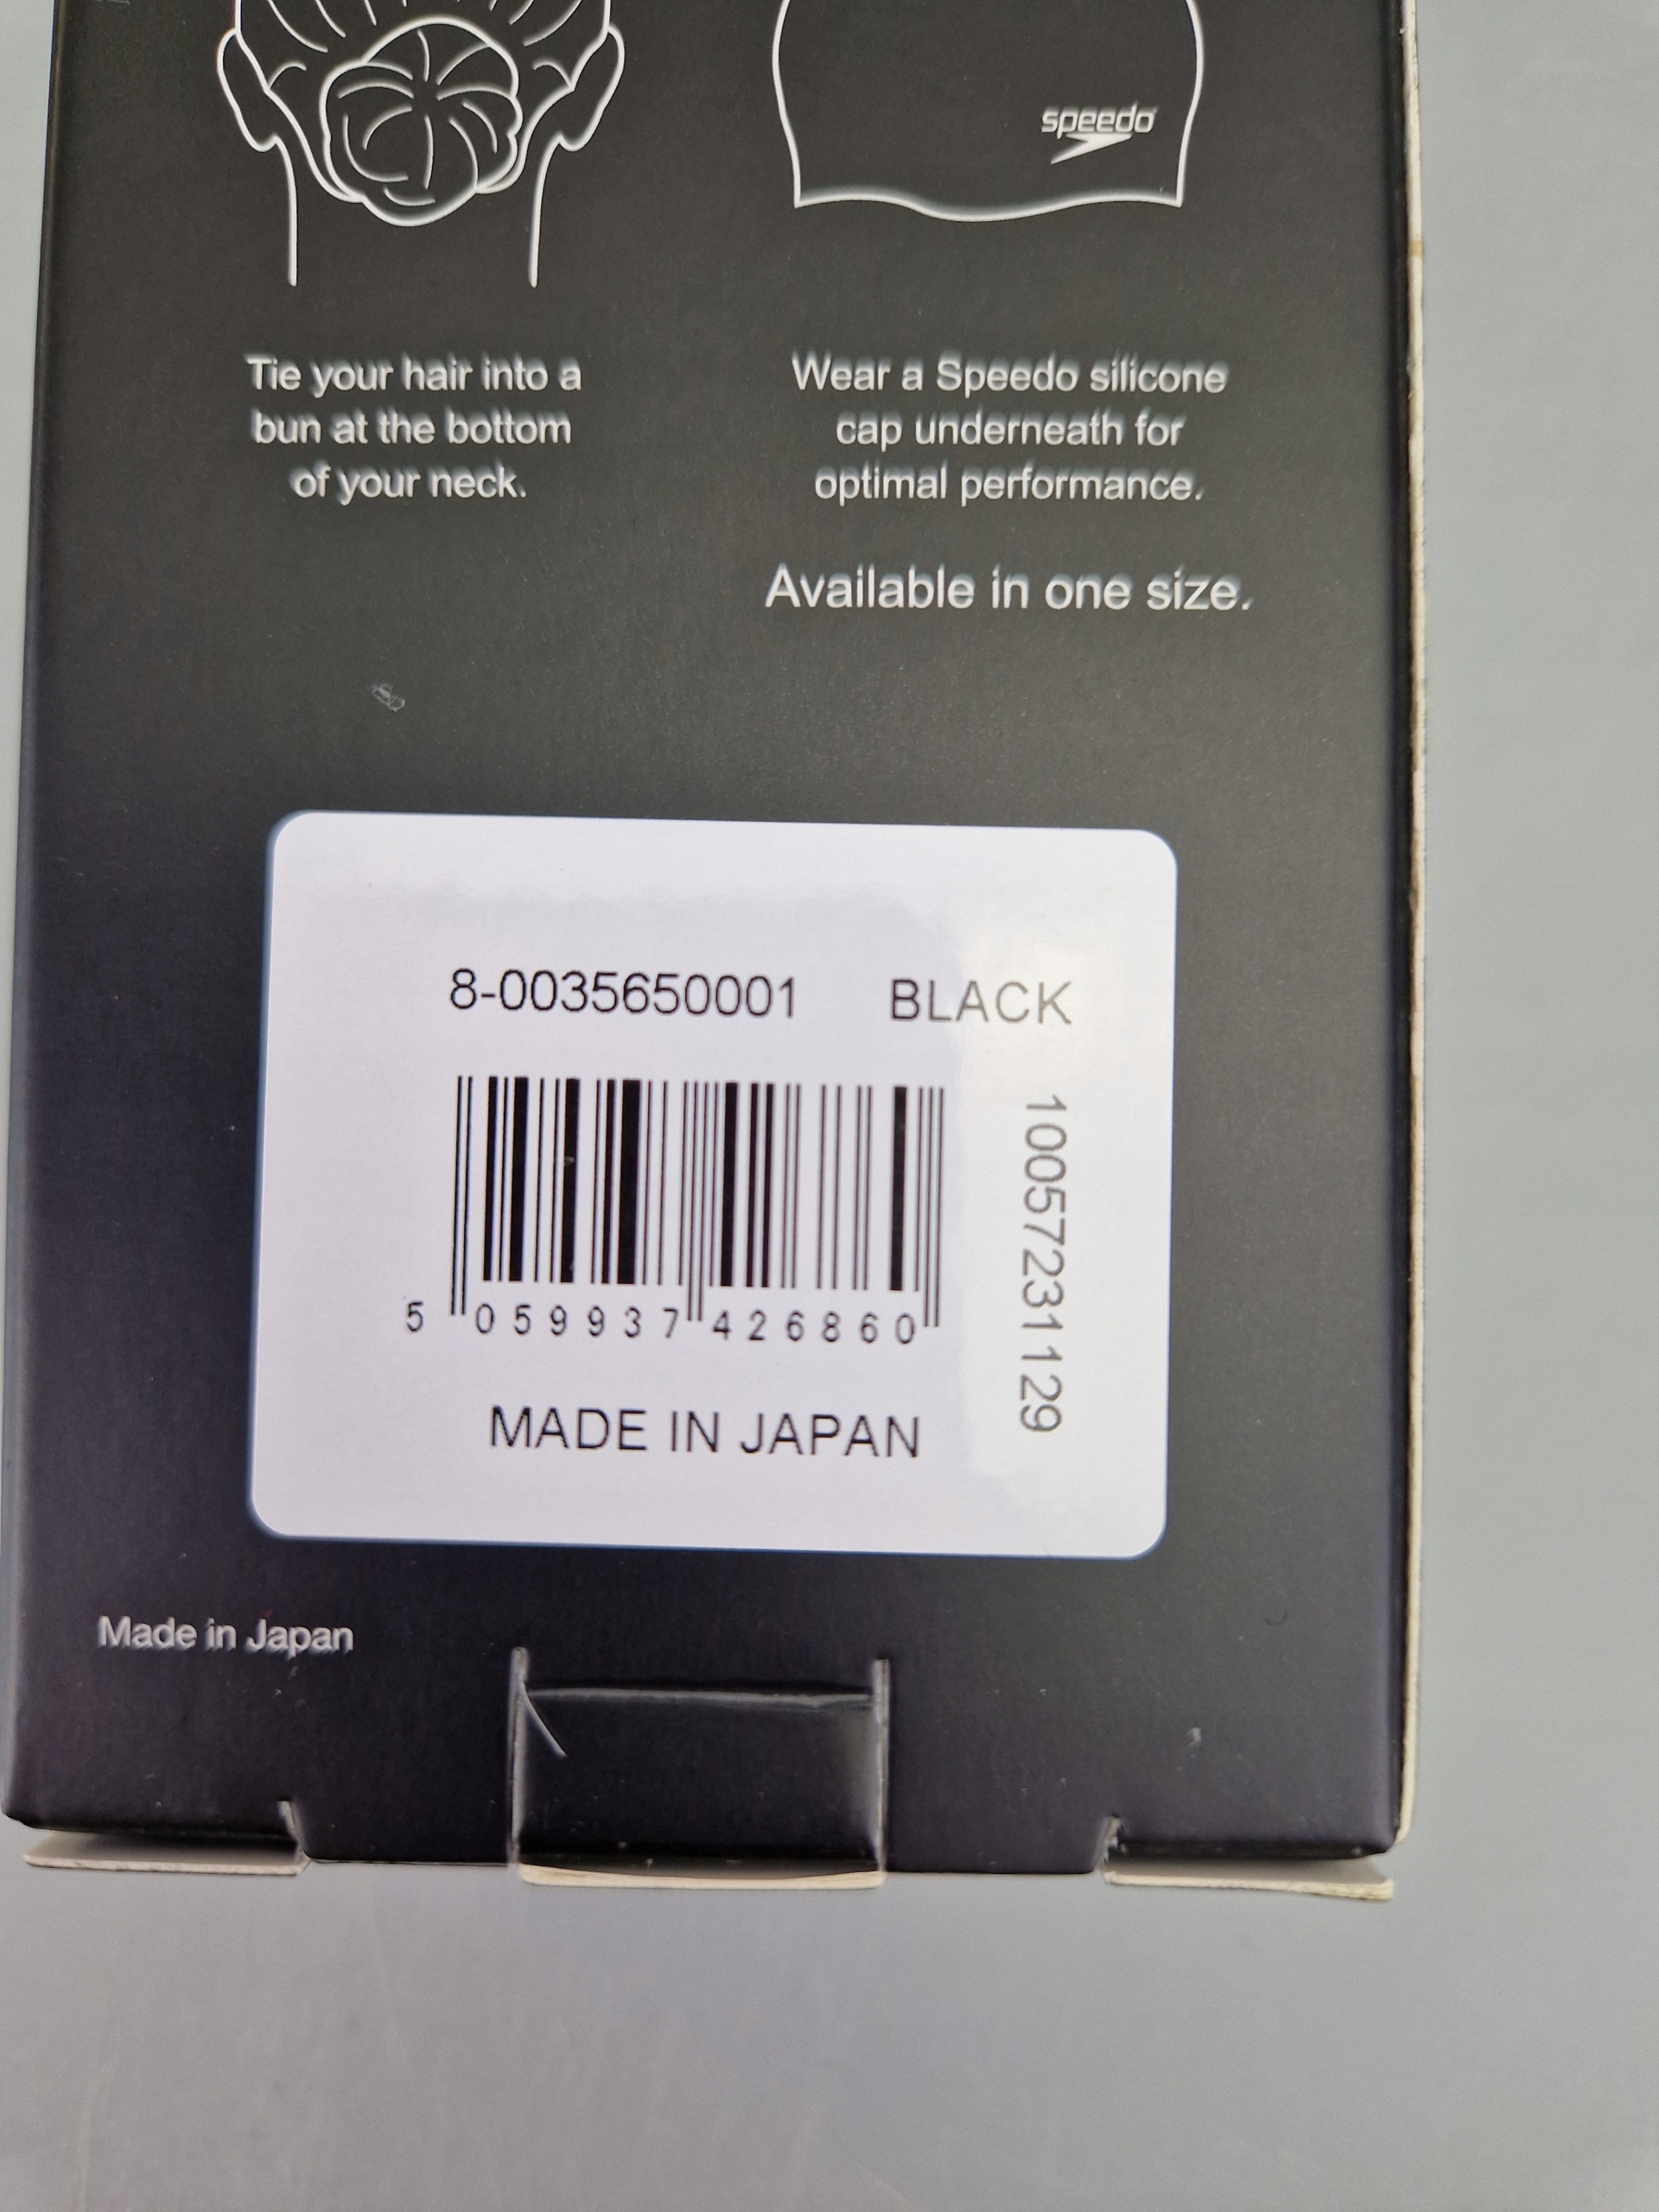 speedo
Tie your hair into a
bun at the bottom
of your neck.
Wear a Speedo silicone
cap underneath for
optimal performance.
Available in one size.
8-0035650001 BLACK
5 059937 426860
10057231129
MADE IN JAPAN
Made in Japan